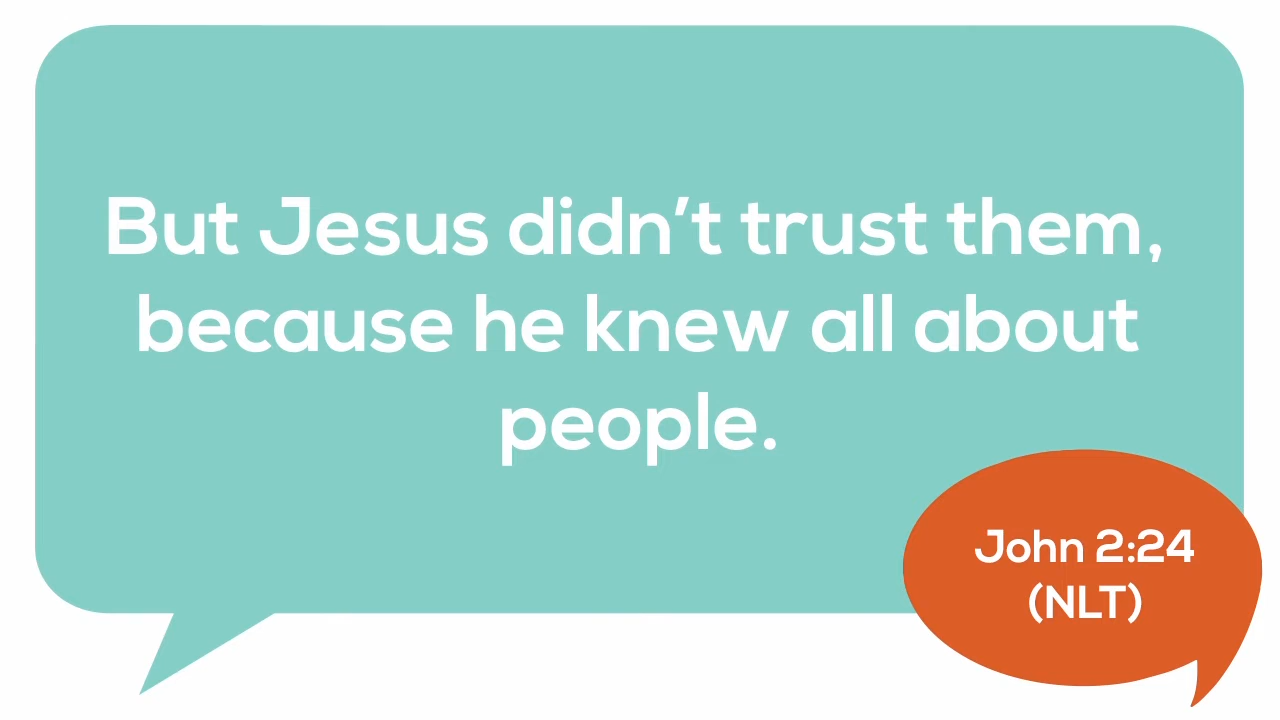 But Jesus didn’t trust them,
because he knew all about
people.
John 2:24
(NLT)